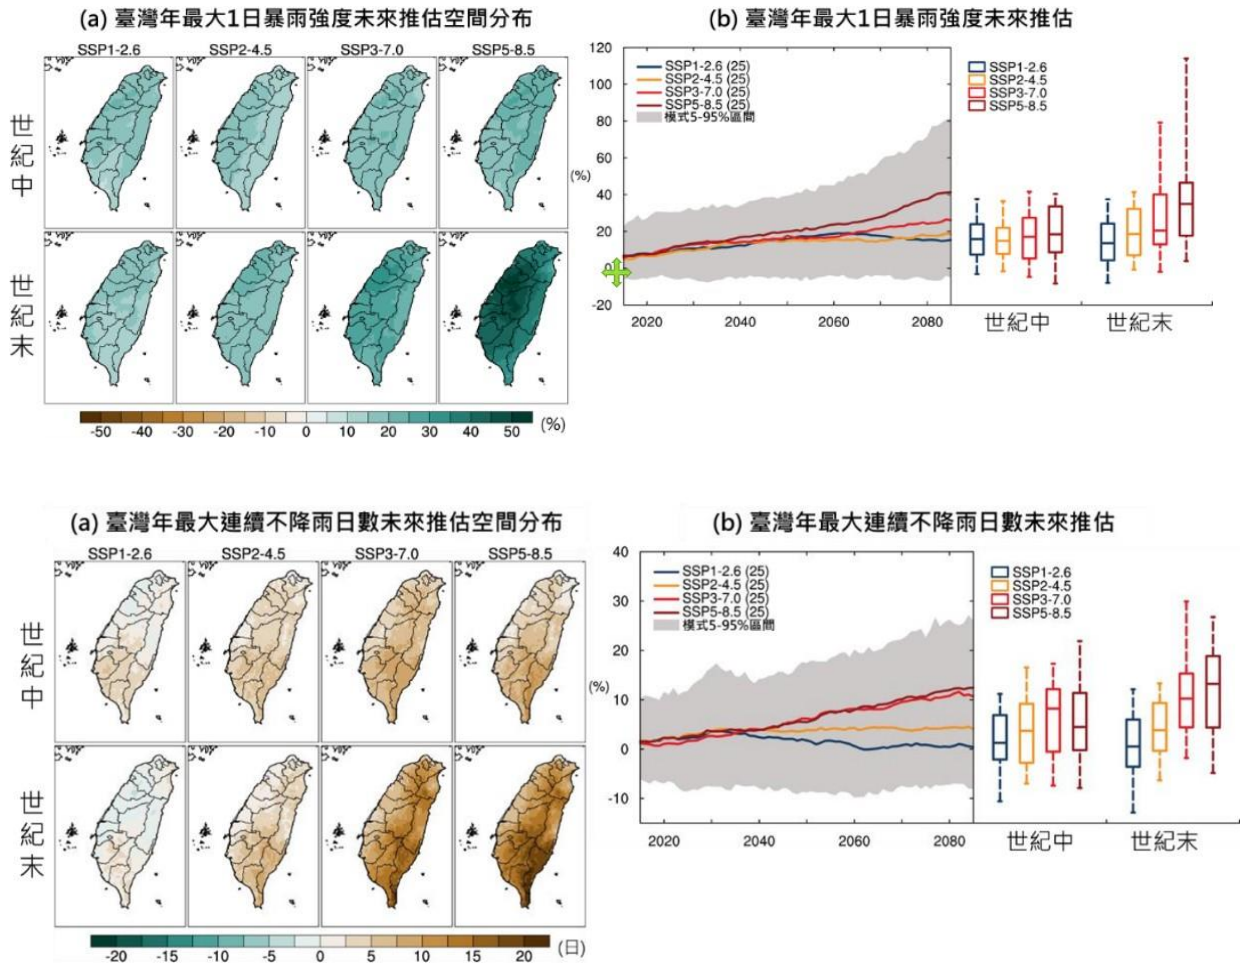 (a) 臺灣年最大1日暴雨強度未來推估空間分布
SSP1-2.6 SSP2-4.5 SSP3-7.0 SSP5-8.5
世紀中
世紀末
-50 -40 -30 -20 -10 0 10 20 30 40 50 (%)
(b) 臺灣年最大1日暴雨強度未來推估
(%)
120
100
80
60
40
20
0
-20
SSP1-2.6 (25)
SSP2-4.5 (25)
SSP3-7.0 (25)
SSP5-8.5 (25)
模式5-95%區間
SSP1-2.6
SSP2-4.5
SSP3-7.0
SSP5-8.5
2020 2040 2060 2080 世紀中 世紀末
(a) 臺灣年最大連續不降雨日數未來推估空間分布
SSP1-2.6 SSP2-4.5 SSP3-7.0 SSP5-8.5
世紀中
世紀末
-20 -15 -10 -5 0 5 10 15 20 (日)
(b) 臺灣年最大連續不降雨日數未來推估
(%)
40
30
20
10
0
-10
SSP1-2.6 (25)
SSP2-4.5 (25)
SSP3-7.0 (25)
SSP5-8.5 (25)
模式5-95%區間
SSP1-2.6
SSP2-4.5
SSP3-7.0
SSP5-8.5
2020 2040 2060 2080 世紀中 世紀末